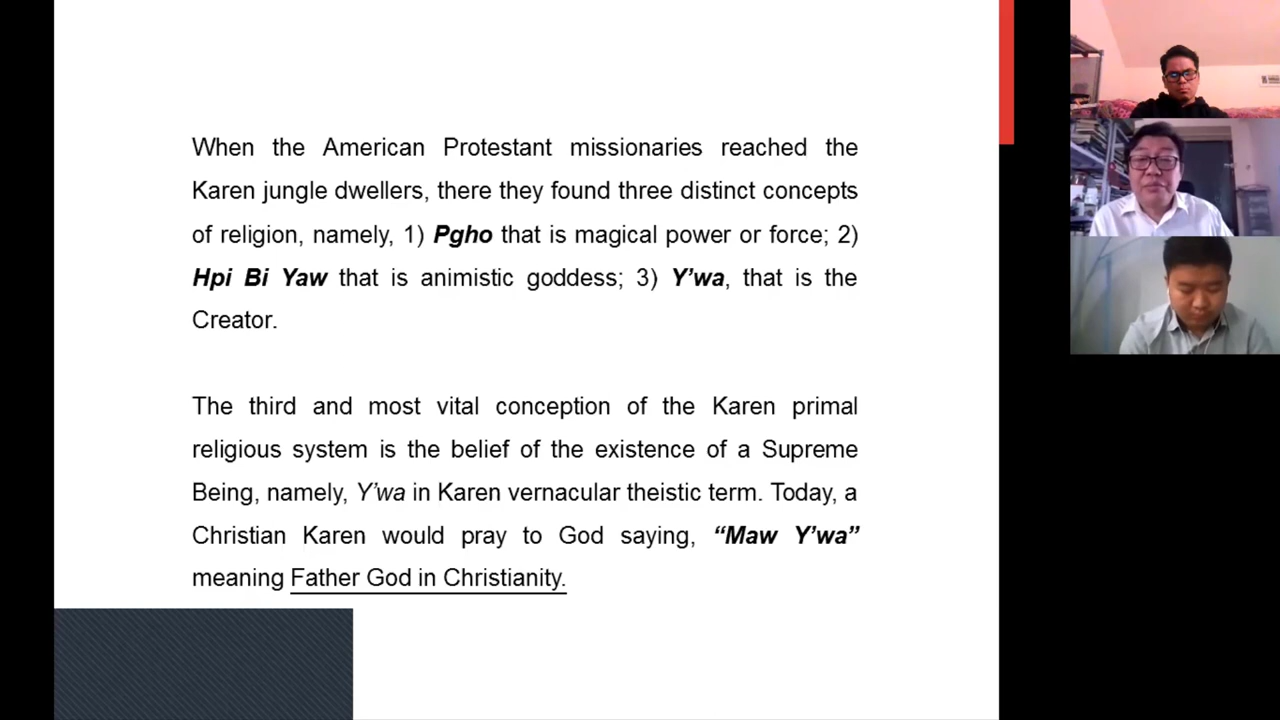 When the American Protestant missionaries reached the
Karen jungle dwellers, there they found three distinct concepts
of religion, namely, 1) Pgho that is magical power or force; 2)
Hpi Bi Yaw that is animistic goddess; 3) Y’wa, that is the
Creator.
The third and most vital conception of the Karen primal
religious system is the belief of the existence of a Supreme
Being, namely, Y’wa in Karen vernacular theistic term. Today, a
Christian Karen would pray to God saying, “Maw Y’wa”
meaning Father God in Christianity.